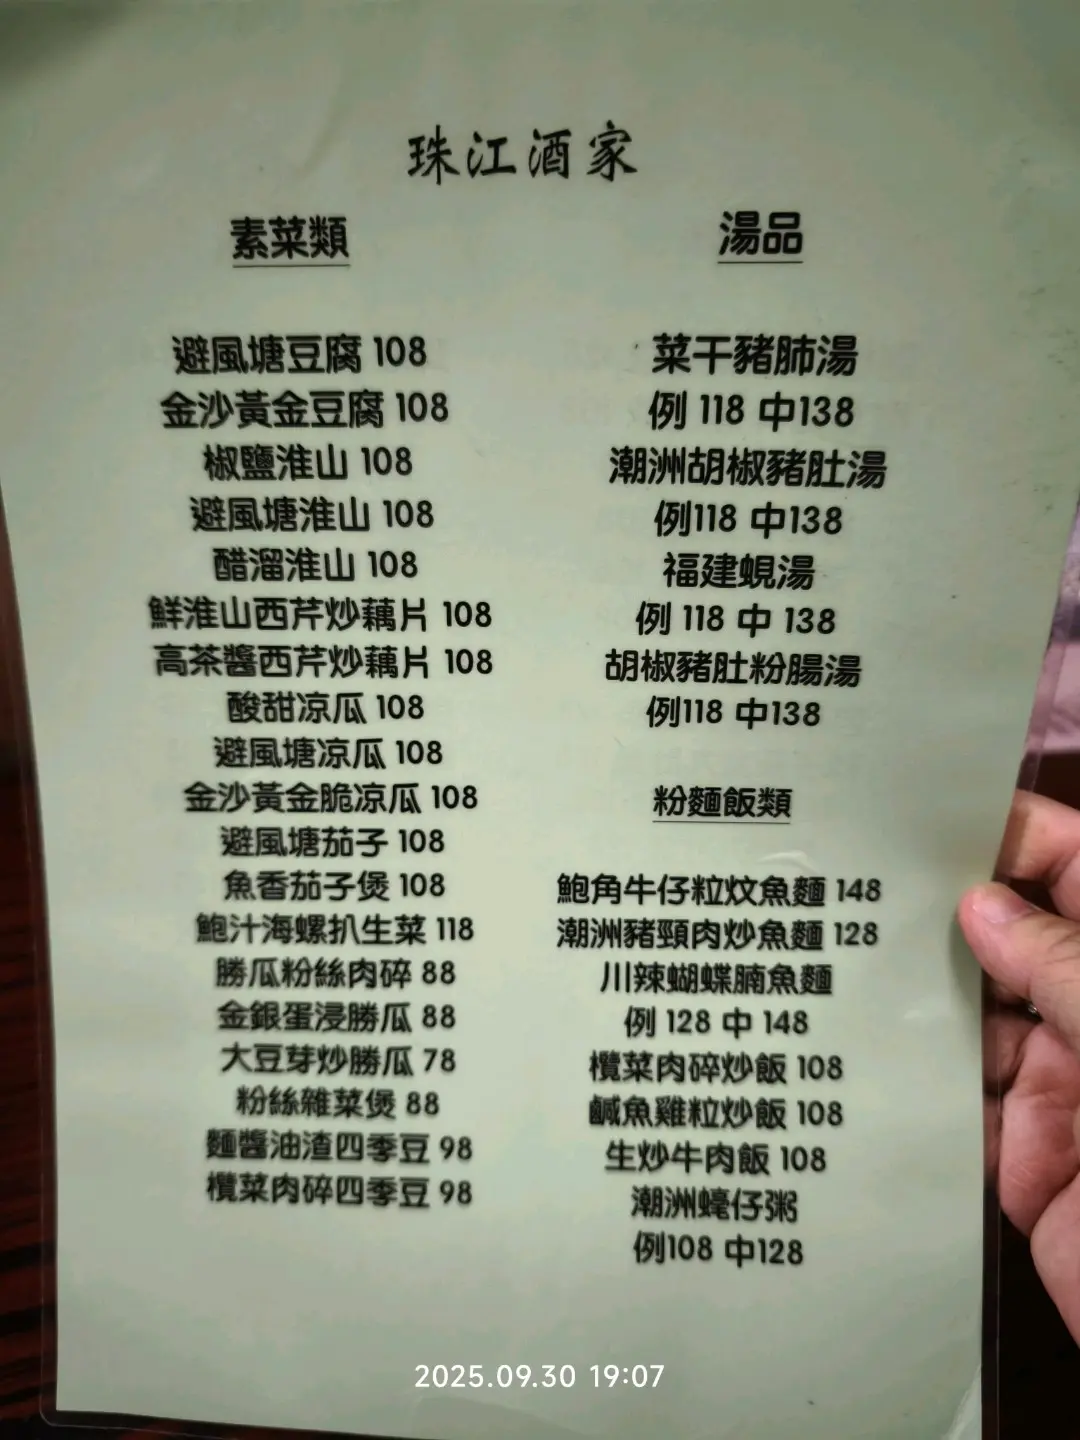 珠江酒家
素菜類
避風塘豆腐 108
金沙黃金豆腐 108
椒鹽淮山 108
避風塘淮山 108
醋溜淮山 108
鮮淮山西芹炒藕片 108
高茶醬西芹炒藕片 108
酸甜凉瓜 108
避風塘凉瓜 108
金沙黃金脆凉瓜 108
避風塘茄子 108
魚香茄子煲 108
鮑汁海螺扒生菜 118
勝瓜粉絲肉碎 88
金銀蛋浸勝瓜 88
大豆芽炒勝瓜 78
粉絲雜菜煲 88
麵醬油渣四季豆 98
欖菜肉碎四季豆 98
湯品
菜干豬肺湯
例 118 中138
潮洲胡椒豬肚湯
例118 中138
福建蜆湯
例 118 中 138
胡椒豬肚粉腸湯
例118 中138
粉麵飯類
鮑角牛仔粒炆魚麵 148
潮洲豬頸肉炒魚麵 128
川辣蝴蝶腩魚麵
例 128 中 148
欖菜肉碎炒飯 108
鹹魚雞粒炒飯 108
生炒牛肉飯 108
潮洲蠔仔粥
例108 中128
2025.09.30 19:07